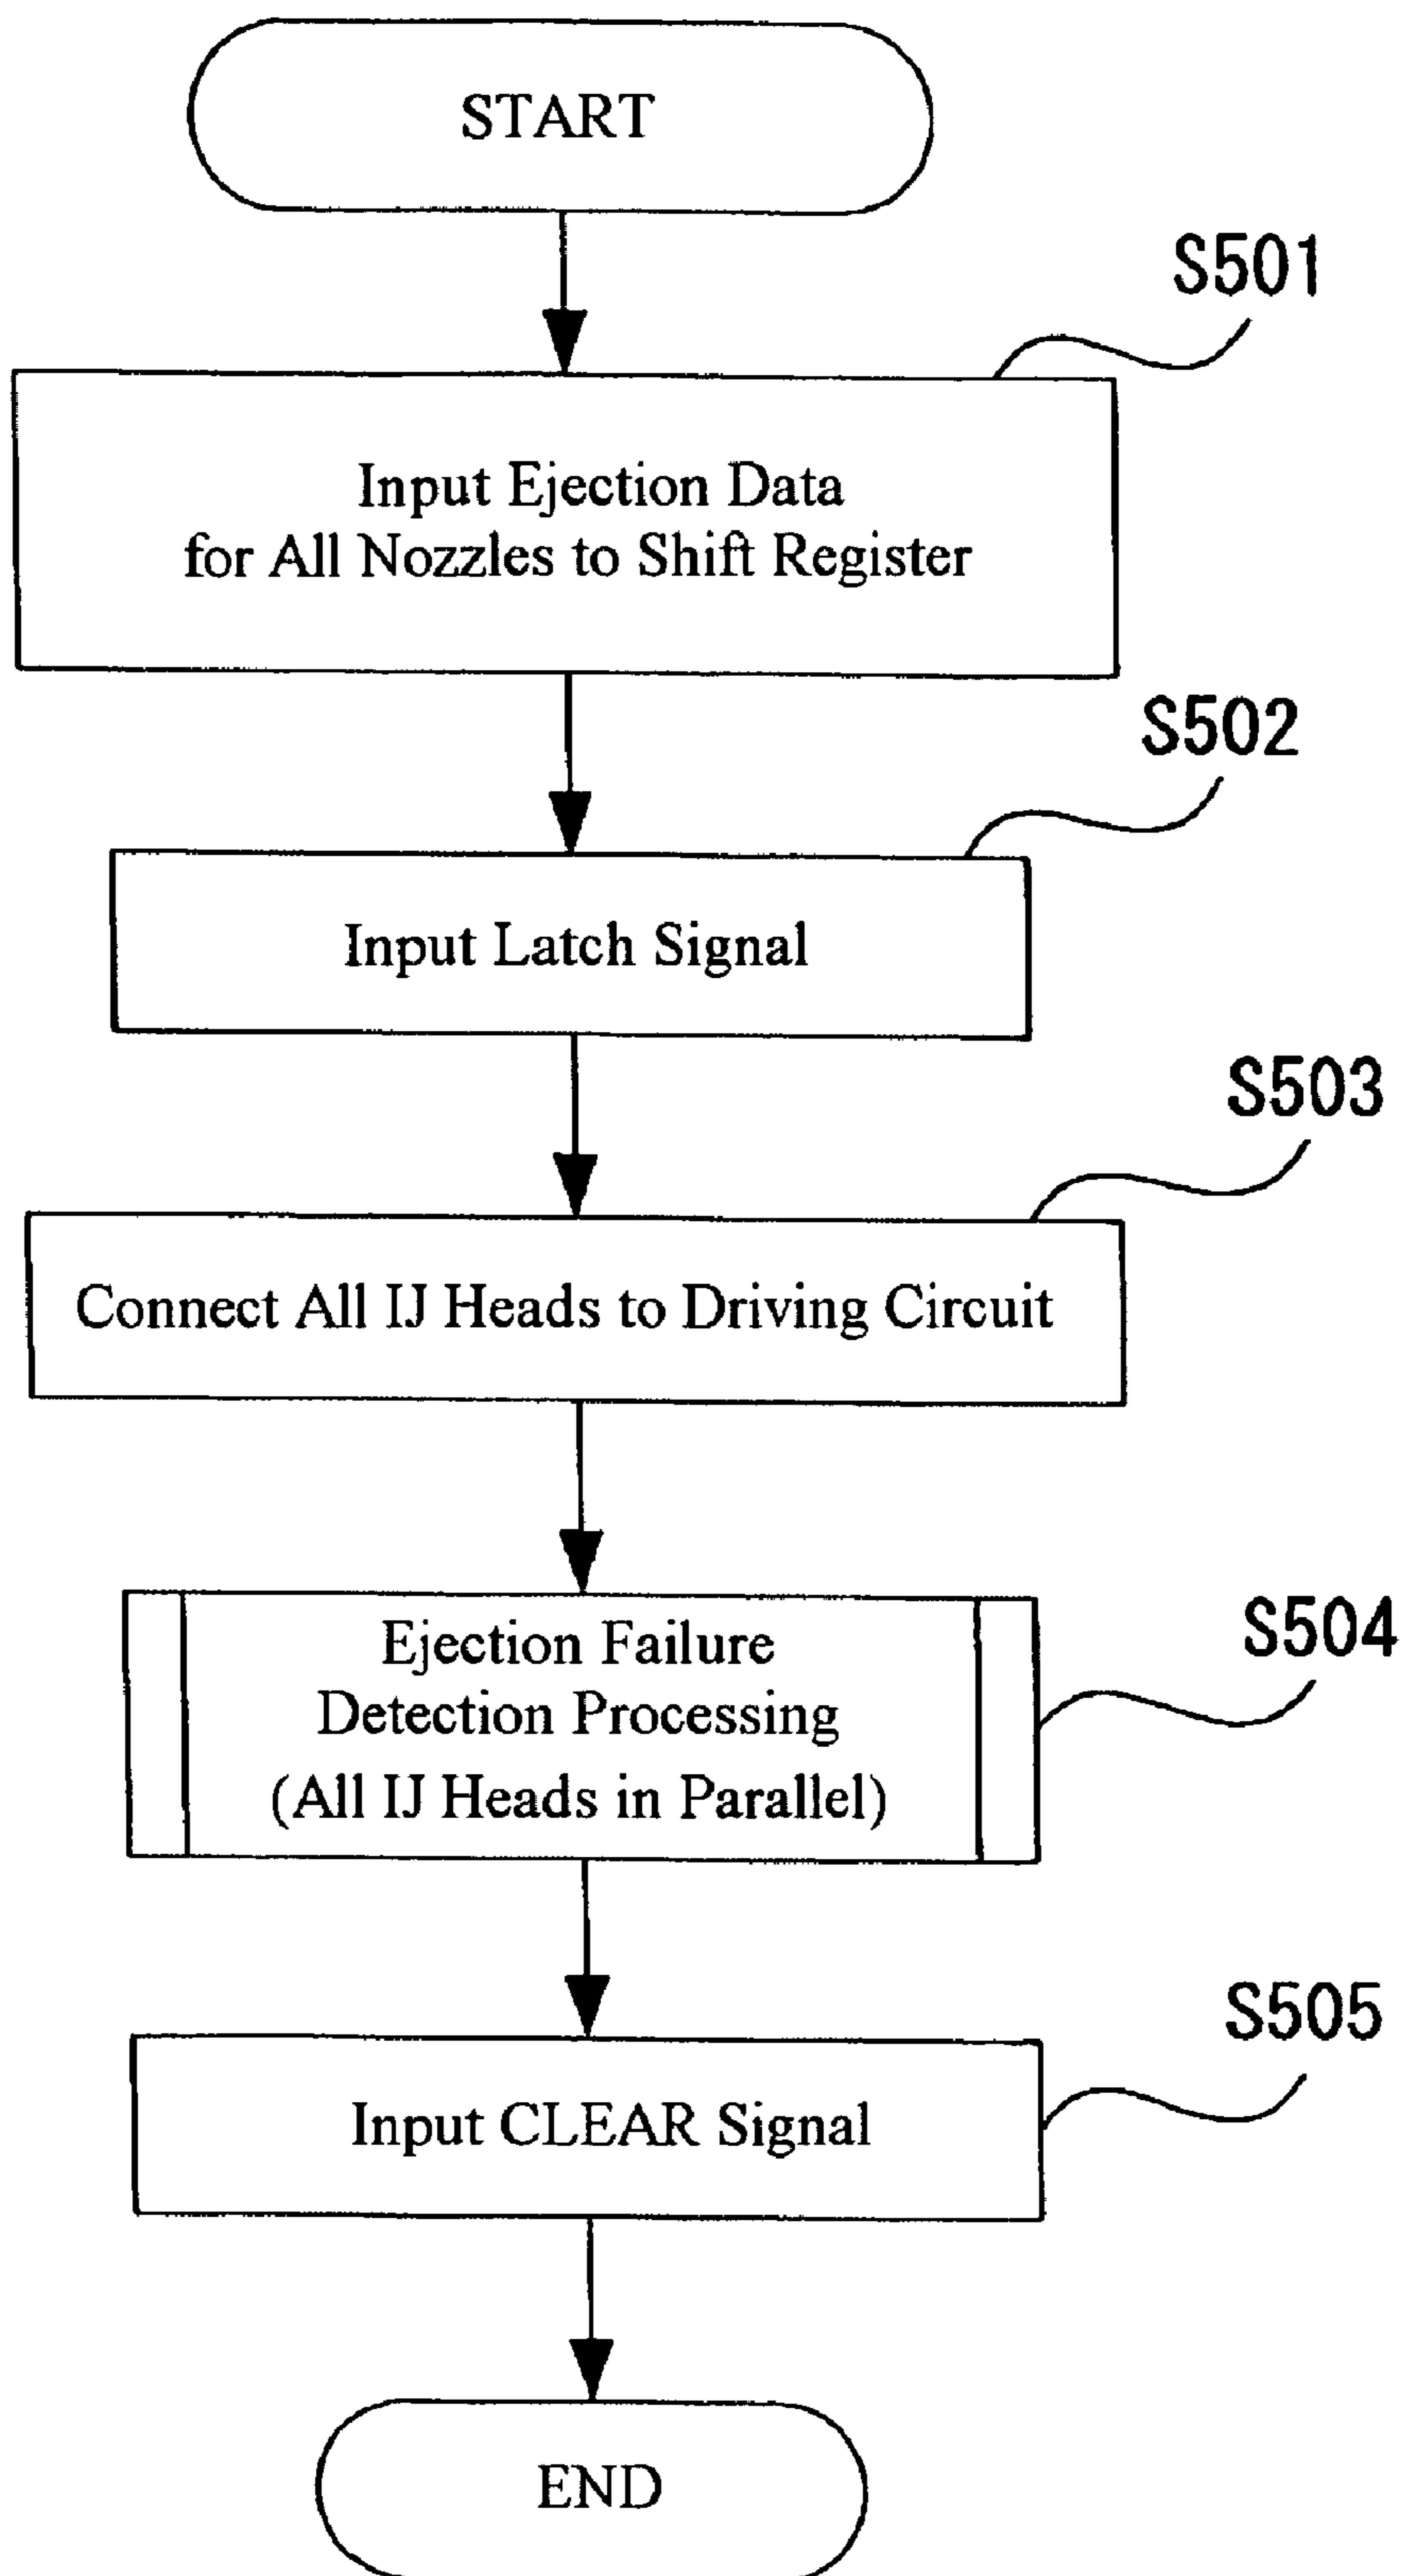 START
S501
Input Ejection Data
for All Nozzles to Shift Register
S502
Input Latch Signal
S503
Connect All IJ Heads to Driving Circuit
S504
Ejection Failure
Detection Processing
(All IJ Heads in Parallel)
S505
Input CLEAR Signal
END